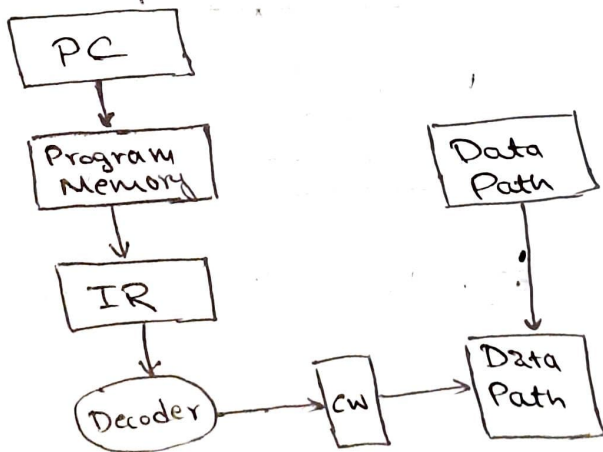 PC
Program
Memory
IR
Decoder
CW
Data
Path
Data
Path